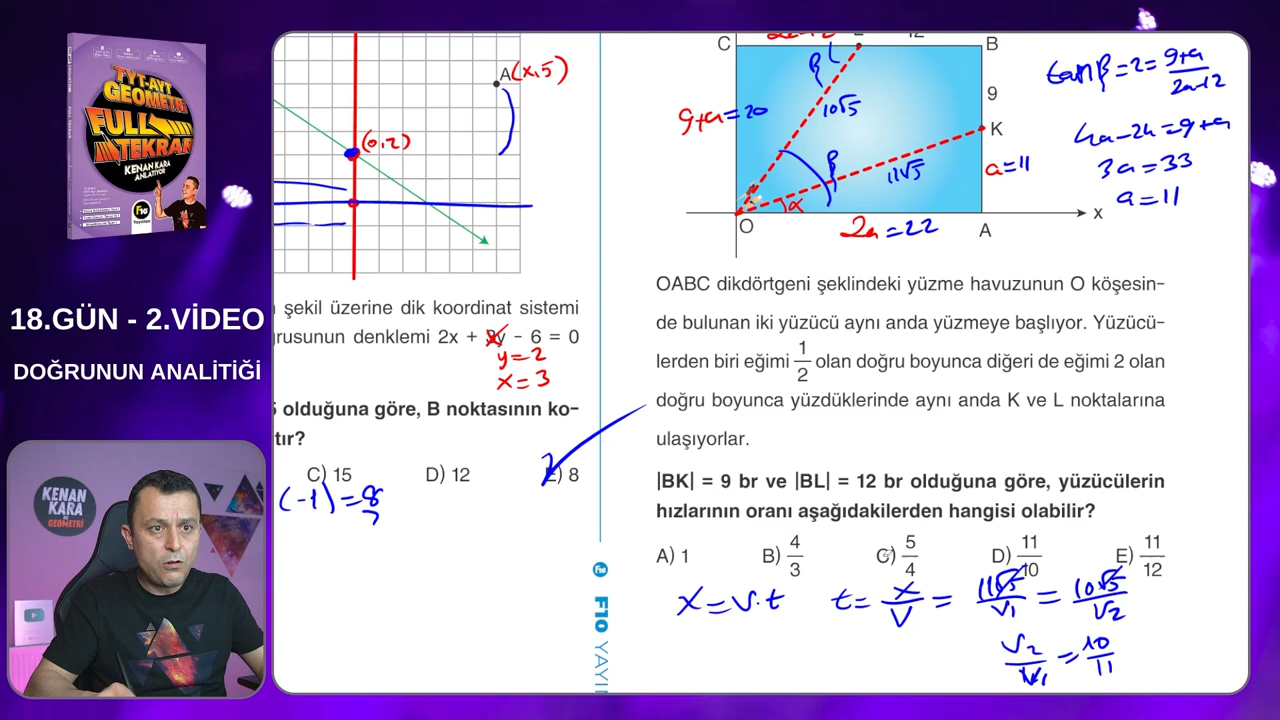 TYT-AYT
GEOMETRİ
FULL
TEKRAR
KENAN KARA
ANLATIYOR
F10
18.GÜN - 2.VİDEO
DOĞRUNUN ANALİTİĞİ
KENAN
KARA
GEOMETRİ
A(x,5)
(0,2)
şekil üzerine dik koordinat sistemi
rusunun denklemi 2x + 3y - 6 = 0
y=2
x=3
5 olduğuna göre, B noktasının ko-
tır?
C) 15 D) 12 E) 8
(-1)=8
F10 YAYI
C 12 B
β
9+a=20
10√5
9
K
β
11√5
a=11
α
O
2a=22
A
x
tanβ=2=9+a/2a-12
4a-24=9+a
3a=33
a=11
OABC dikdörtgeni şeklindeki yüzme havuzunun O köşesin-
de bulunan iki yüzücü aynı anda yüzmeye başlıyor. Yüzücü-
lerden biri eğimi 1/2 olan doğru boyunca diğeri de eğimi 2 olan
doğru boyunca yüzdüklerinde aynı anda K ve L noktalarına
ulaşıyorlar.
|BK| = 9 br ve |BL| = 12 br olduğuna göre, yüzücülerin
hızlarının oranı aşağıdakilerden hangisi olabilir?
A) 1 B) 4/3 C) 5/4 D) 11/10 E) 11/12
x=v.t t=x/v=11√5/v1=10√5/v2
v2/v1=10/11